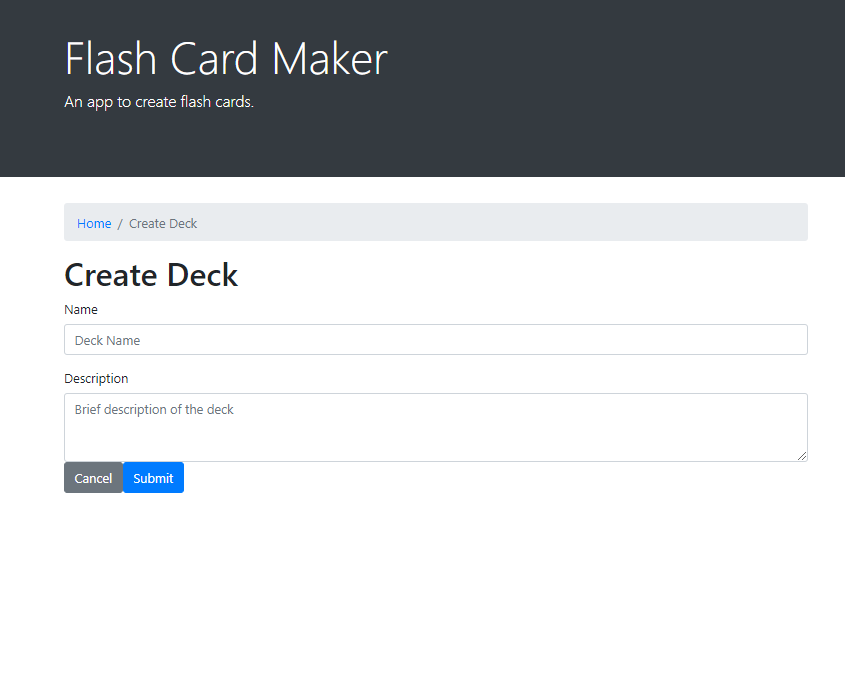 Flash Card Maker
An app to create flash cards.
Home / Create Deck
Create Deck
Name
Deck Name
Description
Brief description of the deck
Cancel Submit